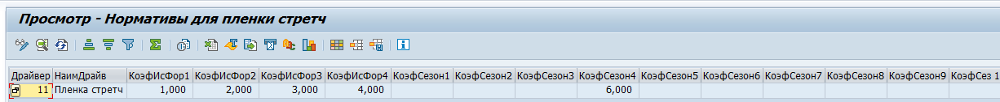 Просмотр - Нормативы для пленки стретч
Драйвер НаимДрайв КоэфИсФор1 КоэфИсФор2 КоэфИсФор3 КоэфИсФор4 КоэфСезон1 КоэфСезон2 КоэфСезон3 КоэфСезон4 КоэфСезон5 КоэфСезон6 КоэфСезон7 КоэфСезон8 КоэфСезон9 КоэфСез 1
11 Пленка стретч 1,000 2,000 3,000 4,000 6,000